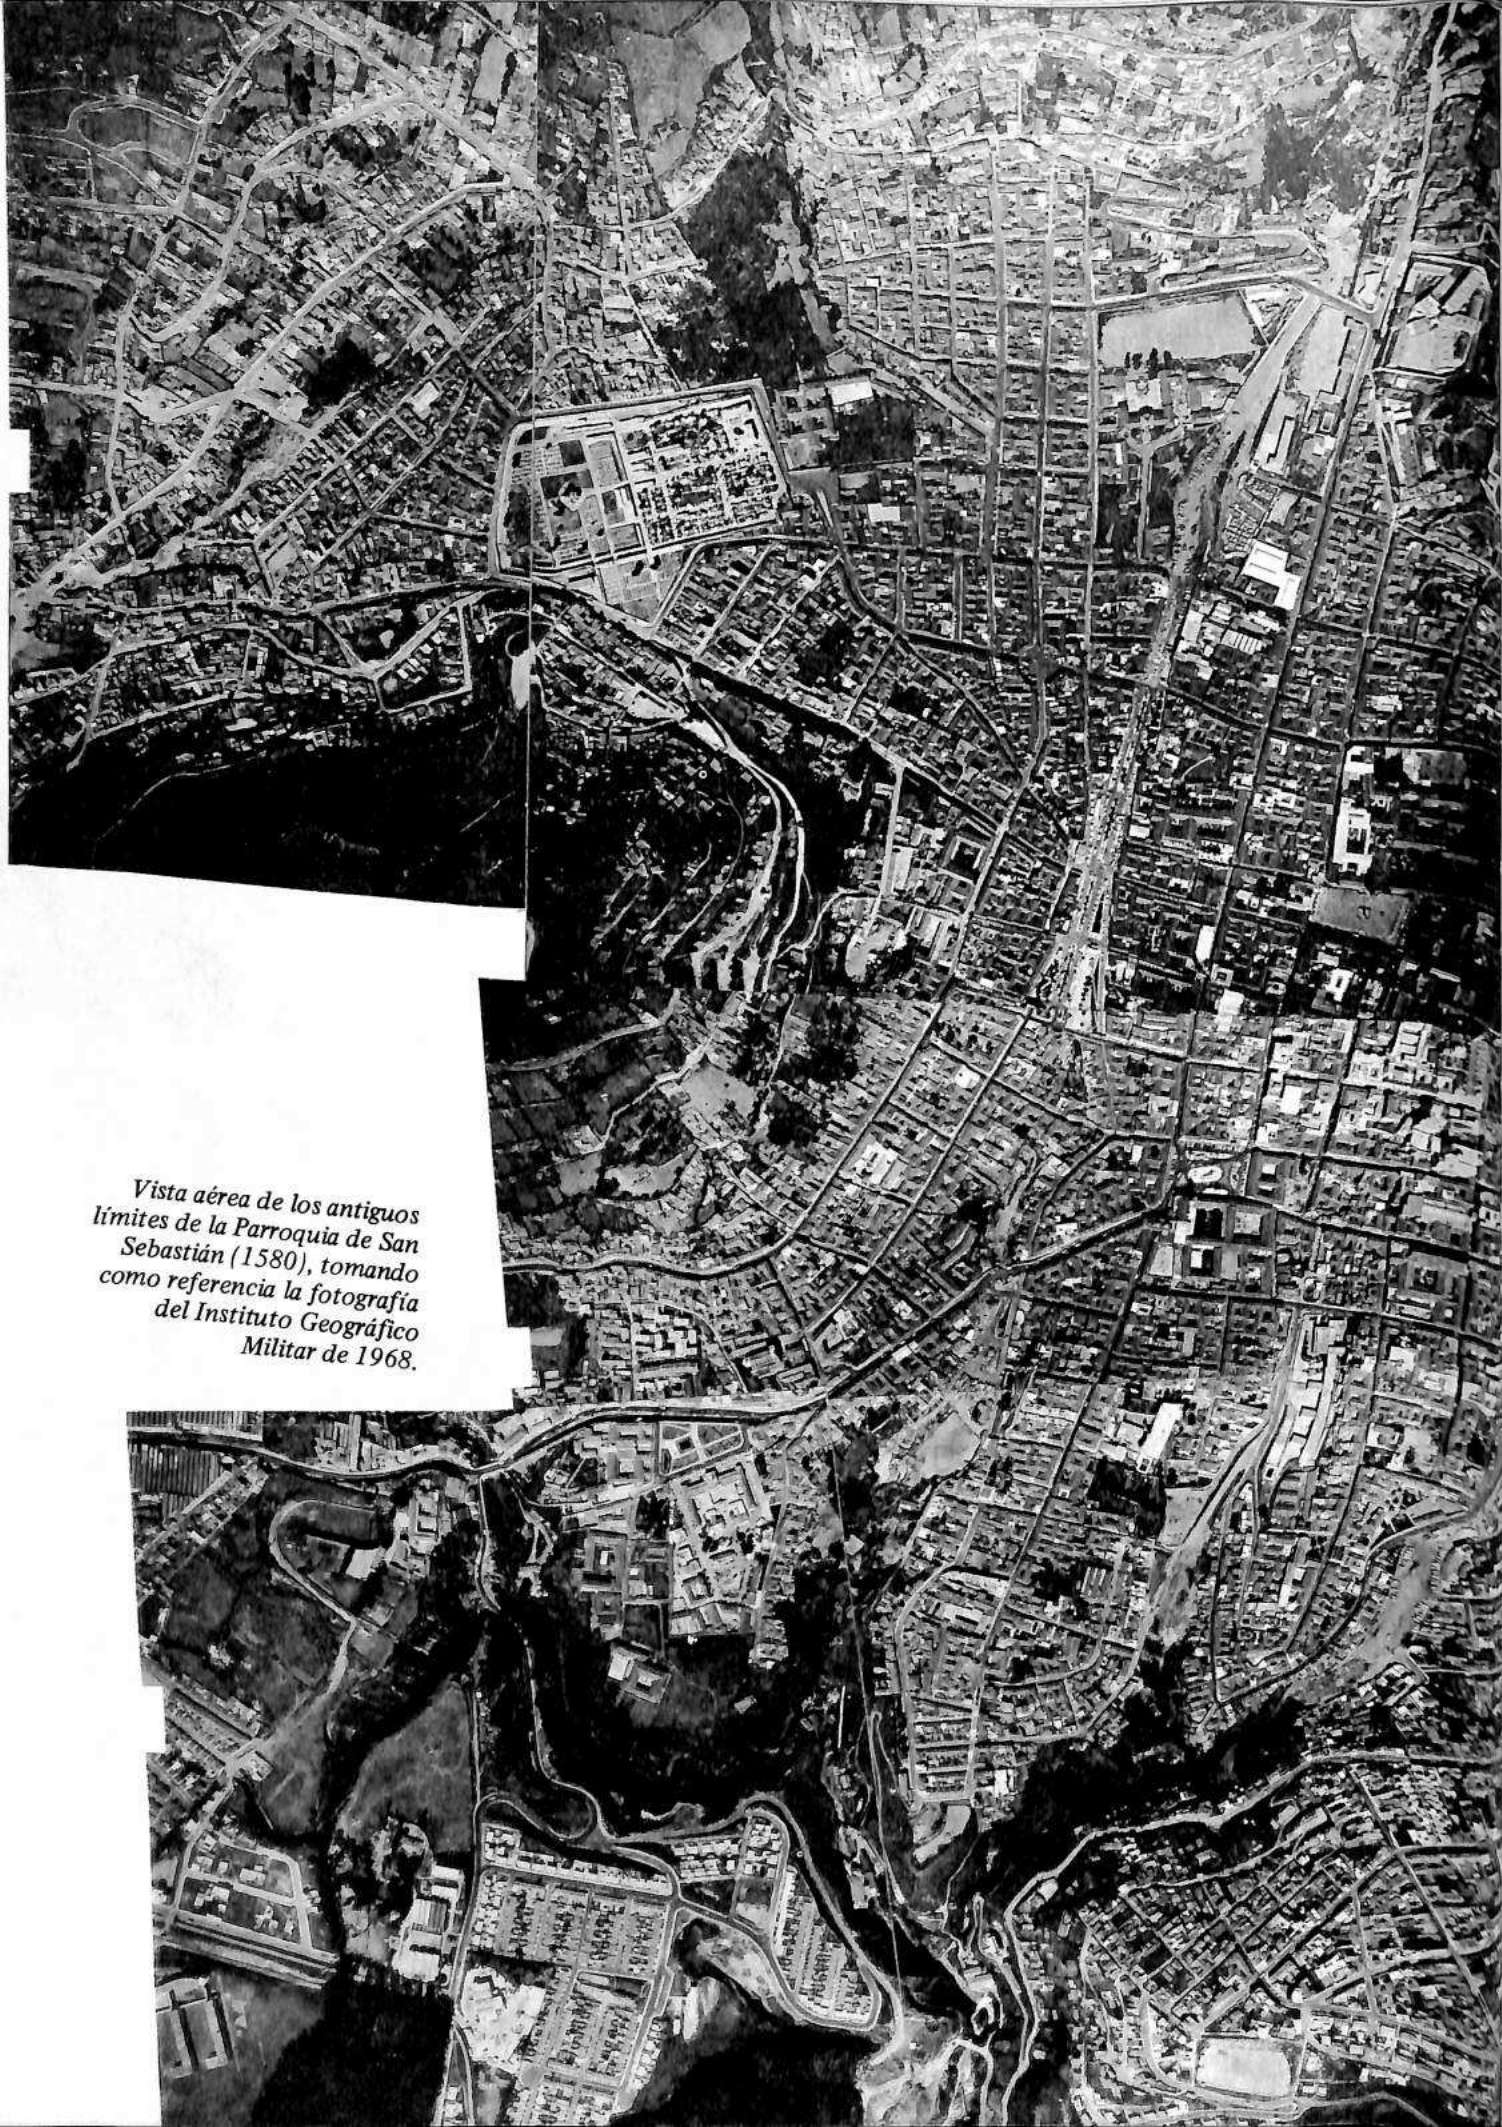 Vista aérea de los antiguos
límites de la Parroquia de San
Sebastián (1580), tomando
como referencia la fotografía
del Instituto Geográfico
Militar de 1968.